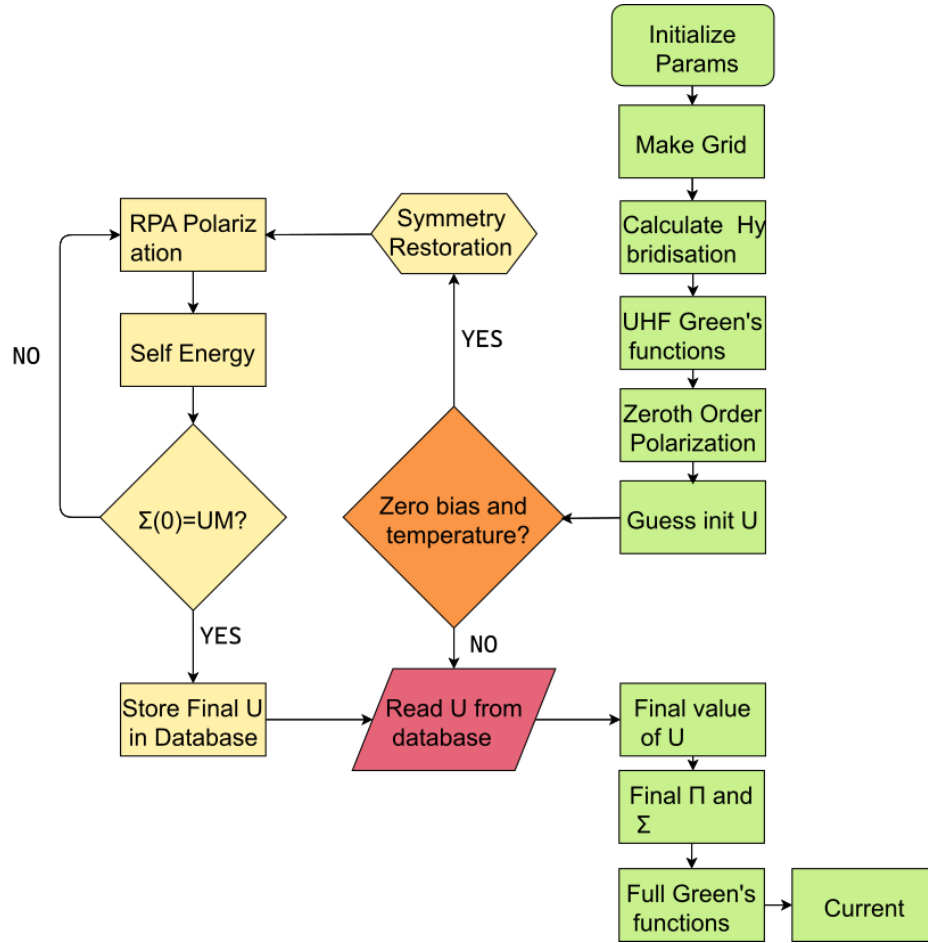 Initialize
Params
Make Grid
Calculate Hy
bridisation
UHF Green's
functions
Zeroth Order
Polarization
Guess init U
Zero bias and
temperature?
YES
NO
Symmetry
Restoration
RPA Polariz
ation
Self Energy
Σ(0)=UM?
NO
YES
Store Final U
in Database
Read U from
database
Final value
of U
Final Π and
Σ
Full Green's
functions
Current